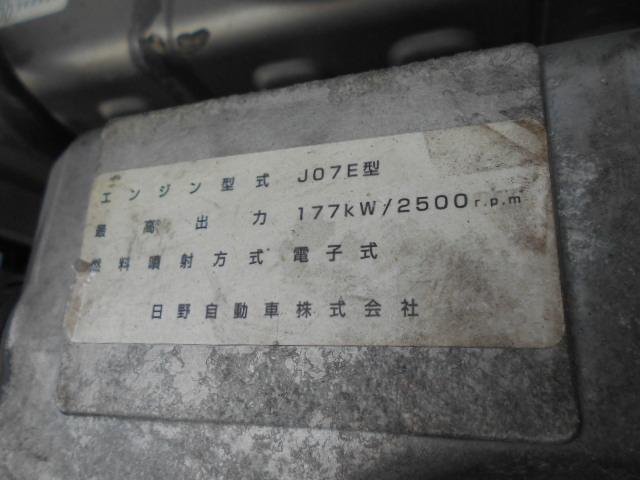 エンジン型式 J07E型
最高出力 177kW/2500r.p.m
燃料噴射方式 電子式
日野自動車株式会社